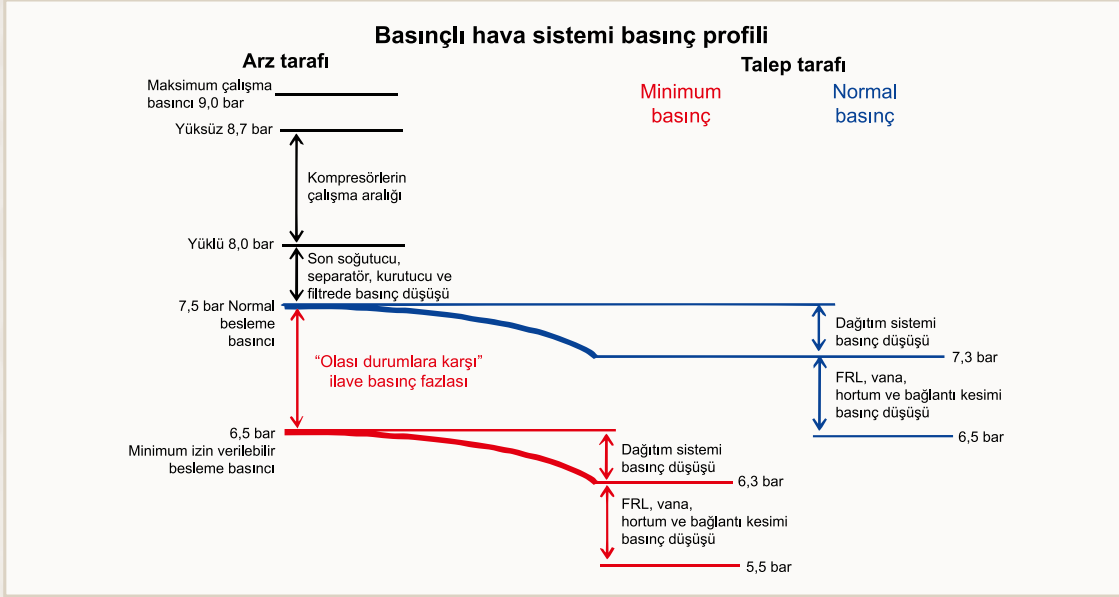 Basınçlı hava sistemi basınç profili
Arz tarafı
Talep tarafı
Maksimum çalışma
basıncı 9,0 bar
Minimum
basınç
Normal
basınç
Yüksüz 8,7 bar
Kompresörlerin
çalışma aralığı
Yüklü 8,0 bar
Son soğutucu,
separatör, kurutucu ve
filtrede basınç düşüşü
7,5 bar Normal
besleme
basıncı
Dağıtım sistemi
basınç düşüşü
7,3 bar
“Olası durumlara karşı”
ilave basınç fazlası
FRL, vana,
hortum ve bağlantı kesimi
basınç düşüşü
6,5 bar
6,5 bar
Minimum izin verilebilir
besleme basıncı
Dağıtım sistemi
basınç düşüşü
6,3 bar
FRL, vana,
hortum ve bağlantı kesimi
basınç düşüşü
5,5 bar